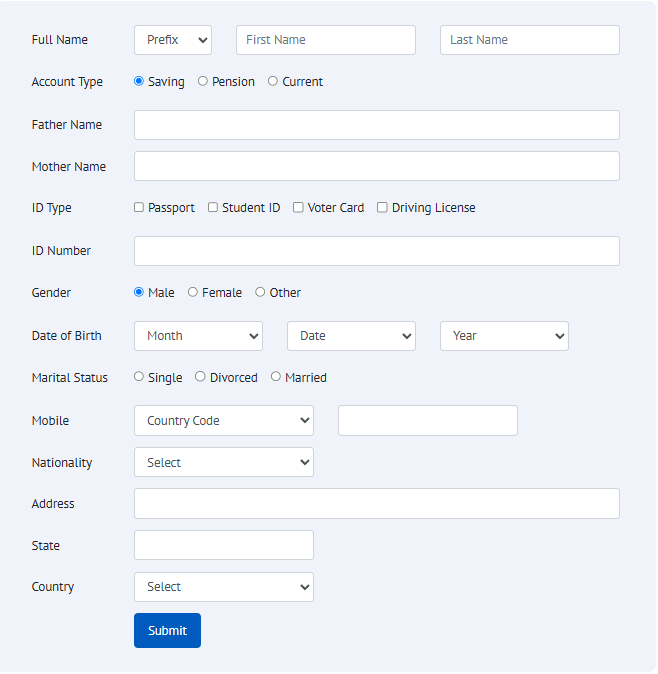 Full Name Prefix First Name Last Name
Account Type Saving Pension Current
Father Name
Mother Name
ID Type Passport Student ID Voter Card Driving License
ID Number
Gender Male Female Other
Date of Birth Month Date Year
Marital Status Single Divorced Married
Mobile Country Code
Nationality Select
Address
State
Country Select
Submit